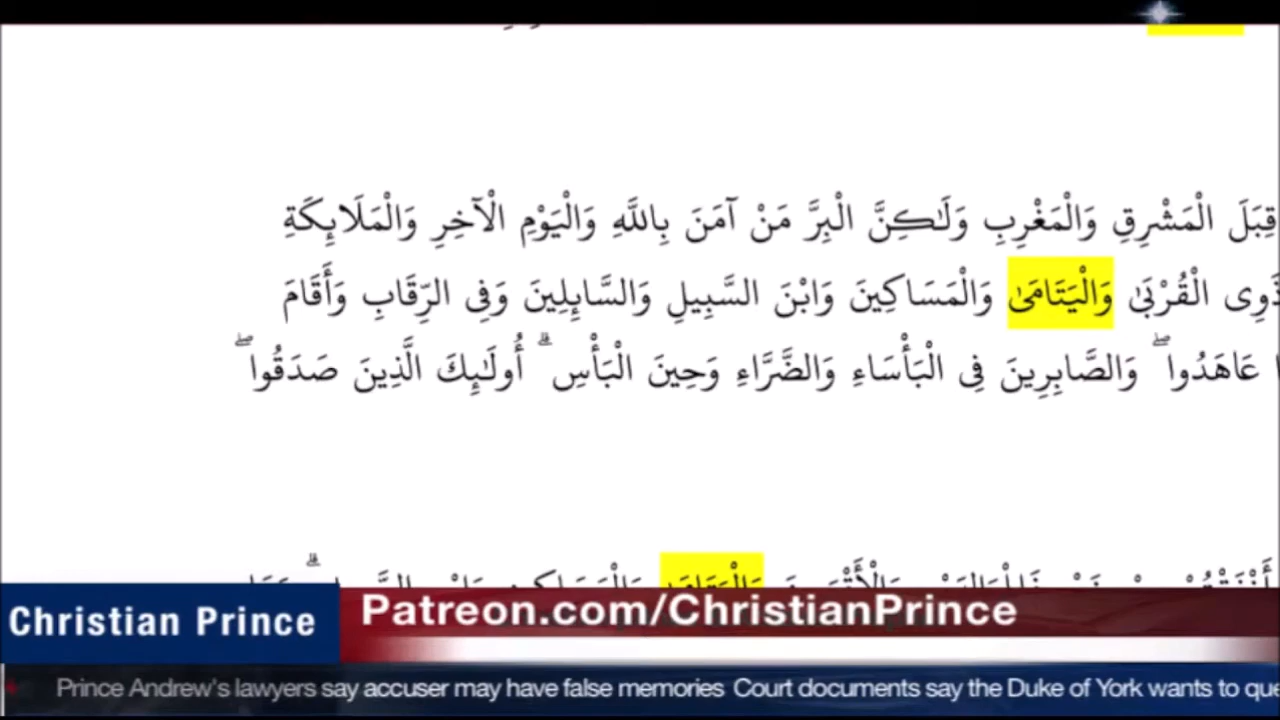 قِبَلَ الْمَشْرِقِ وَالْمَغْرِبِ وَلَٰكِنَّ الْبِرَّ مَنْ آمَنَ بِاللَّهِ وَالْيَوْمِ الْآخِرِ وَالْمَلَائِكَةِ
ذَوِي الْقُرْبَىٰ وَالْيَتَامَىٰ وَالْمَسَاكِينَ وَابْنَ السَّبِيلِ وَالسَّائِلِينَ وَفِي الرِّقَابِ وَأَقَامَ
عَاهَدُوا ۖ وَالصَّابِرِينَ فِي الْبَأْسَاءِ وَالضَّرَّاءِ وَحِينَ الْبَأْسِ ۗ أُولَٰئِكَ الَّذِينَ صَدَقُوا ۖ
Christian Prince
Patreon.com/ChristianPrince
Prince Andrew's lawyers say accuser may have false memories Court documents say the Duke of York wants to que